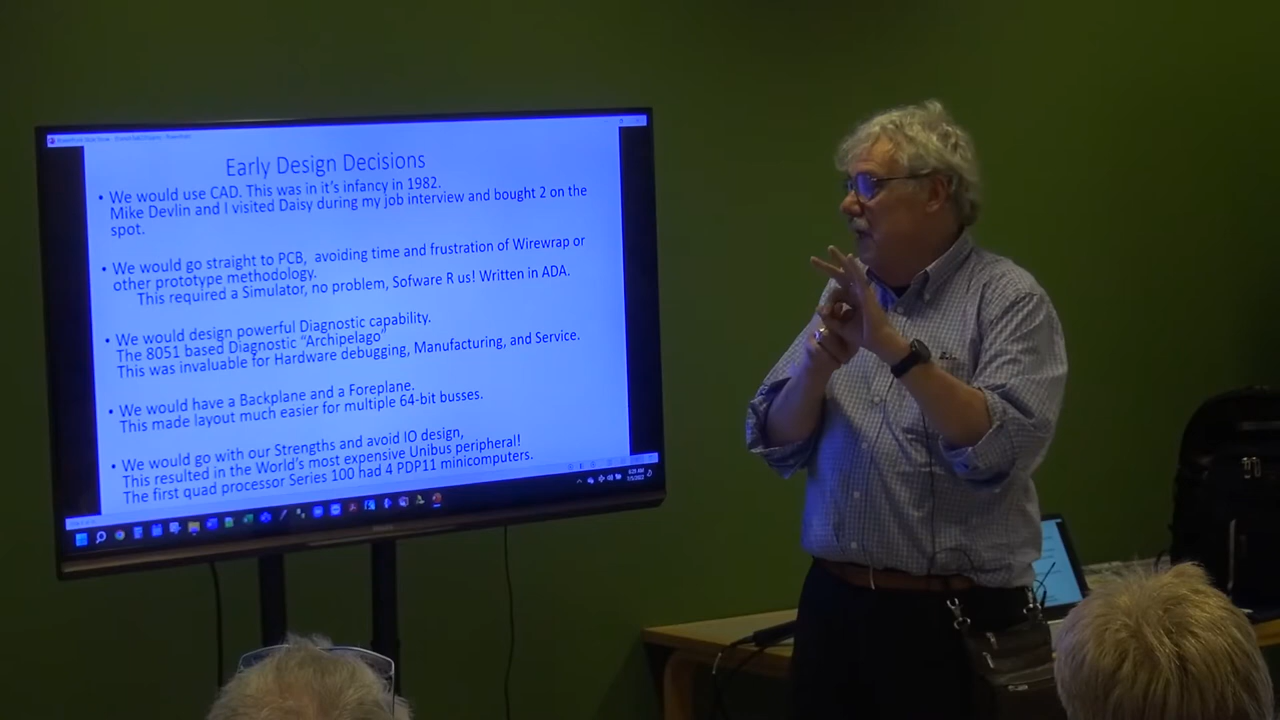 Early Design Decisions
• We would use CAD. This was in it's infancy in 1982.
Mike Devlin and I visited Daisy during my job interview and bought 2 on the
spot.
• We would go straight to PCB, avoiding time and frustration of Wirewrap or
other prototype methodology.
This required a Simulator, no problem, Sofware R us! Written in ADA.
• We would design powerful Diagnostic capability.
The 8051 based Diagnostic "Archipelago"
This was invaluable for Hardware debugging, Manufacturing, and Service.
• We would have a Backplane and a Foreplane.
This made layout much easier for multiple 64-bit busses.
• We would go with our Strengths and avoid IO design,
This resulted in the World's most expensive Unibus peripheral!
The first quad processor Series 100 had 4 PDP11 minicomputers.